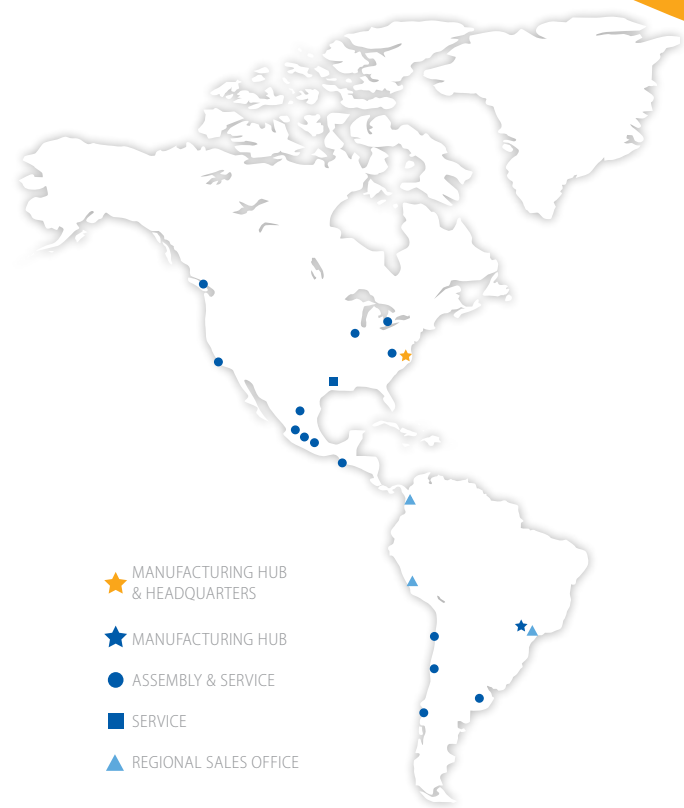 MANUFACTURING HUB
& HEADQUARTERS
MANUFACTURING HUB
ASSEMBLY & SERVICE
SERVICE
REGIONAL SALES OFFICE